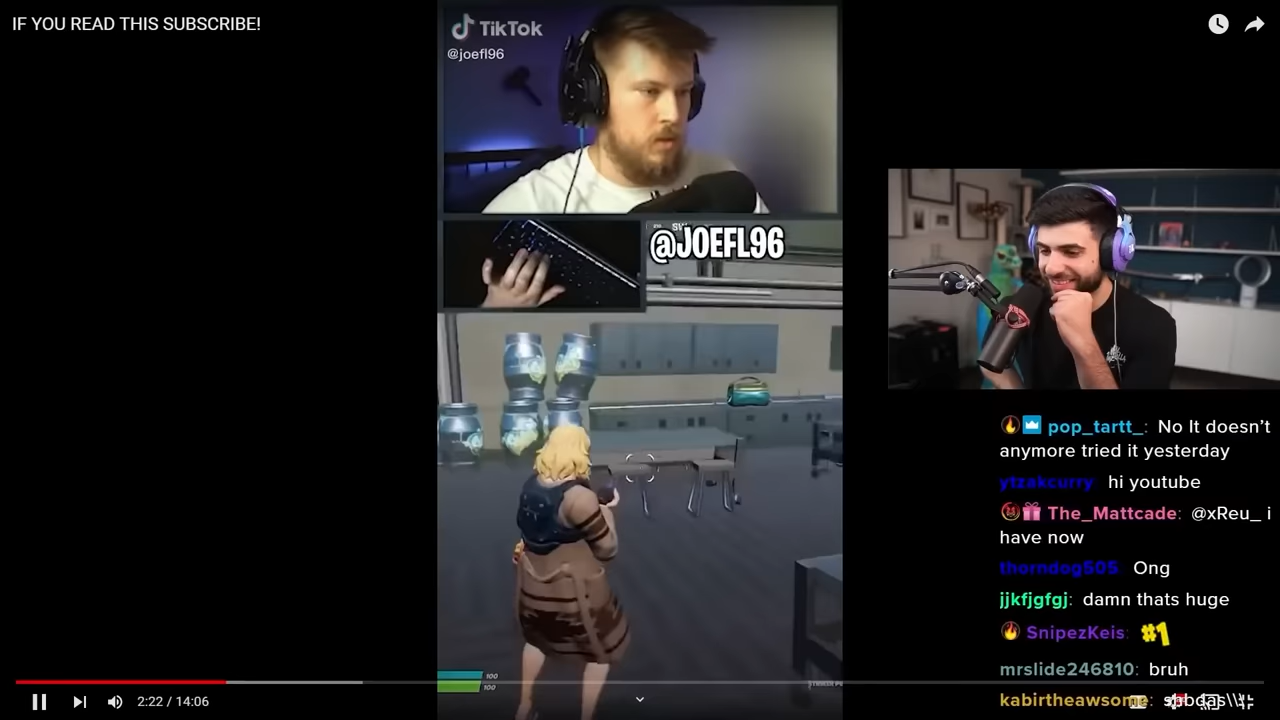 IF YOU READ THIS SUBSCRIBE!
TikTok
@joefl96
@JOEFL96
pop_tartt_: No It doesn't
anymore tried it yesterday
ytzakcurry: hi youtube
The_Mattcade: @xReu_ i
have now
thorndog505: Ong
jjkfjgfgj: damn thats huge
SnipezKeis: #1
mrslide246810: bruh
kabirtheawsome:
100
100
2:22 / 14:06